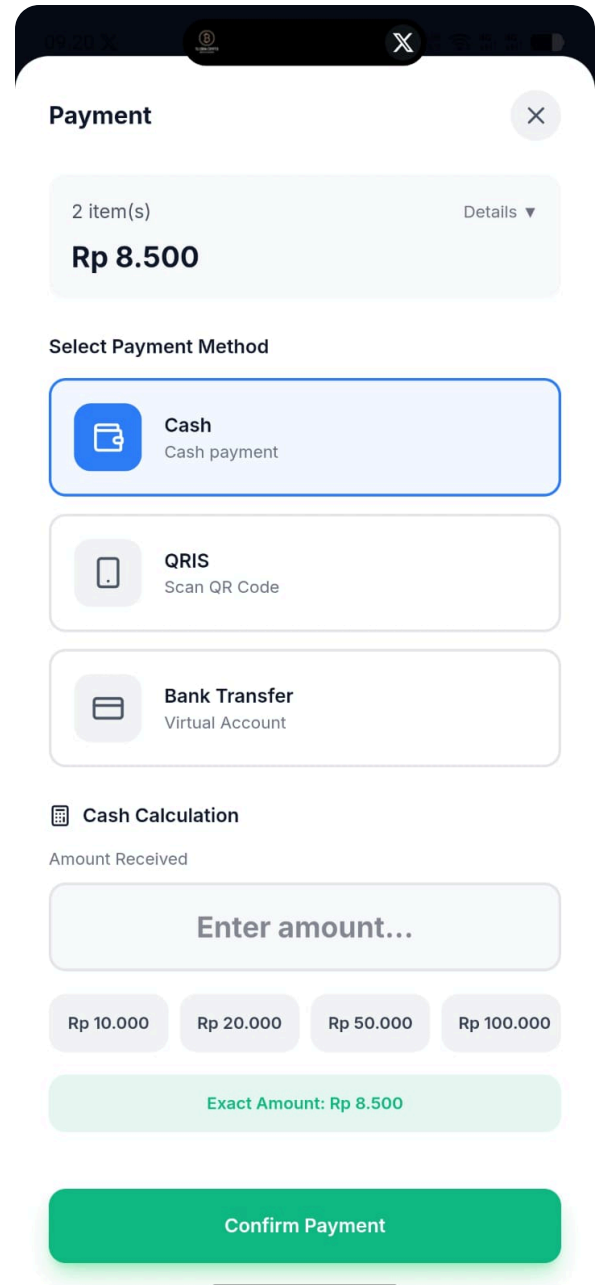 09.20
Payment
2 item(s)
Details ▼
Rp 8.500
Select Payment Method
Cash
Cash payment
QRIS
Scan QR Code
Bank Transfer
Virtual Account
Cash Calculation
Amount Received
Enter amount...
Rp 10.000
Rp 20.000
Rp 50.000
Rp 100.000
Exact Amount: Rp 8.500
Confirm Payment